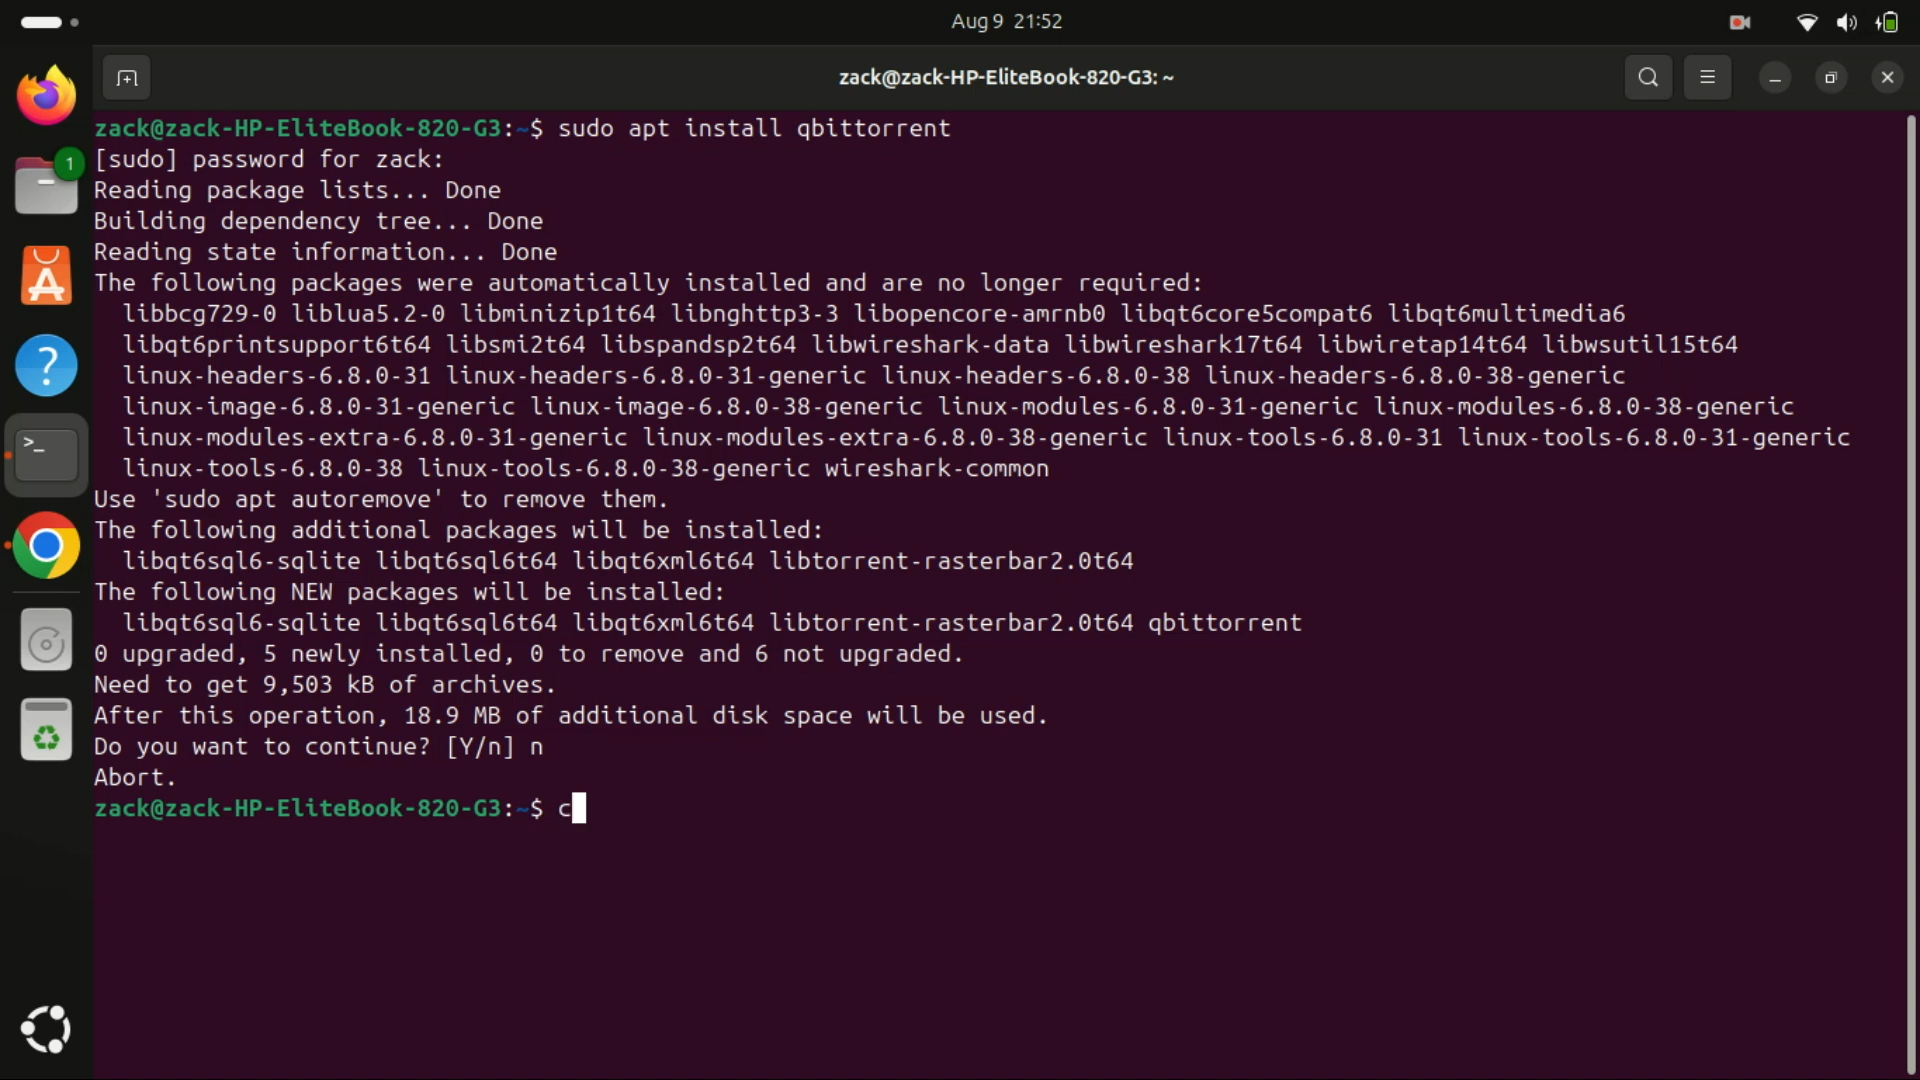 Aug 9 21:52
zack@zack-HP-EliteBook-820-G3: ~
zack@zack-HP-EliteBook-820-G3:~$ sudo apt install qbittorrent
[sudo] password for zack:
Reading package lists... Done
Building dependency tree... Done
Reading state information... Done
The following packages were automatically installed and are no longer required:
  libbcg729-0 liblua5.2-0 libminizip1t64 libnghttp3-3 libopencore-amrnb0 libqt6core5compat6 libqt6multimedia6
  libqt6printsupport6t64 libsmi2t64 libspandsp2t64 libwireshark-data libwireshark17t64 libwiretap14t64 libwsutil15t64
  linux-headers-6.8.0-31 linux-headers-6.8.0-31-generic linux-headers-6.8.0-38 linux-headers-6.8.0-38-generic
  linux-image-6.8.0-31-generic linux-image-6.8.0-38-generic linux-modules-6.8.0-31-generic linux-modules-6.8.0-38-generic
  linux-modules-extra-6.8.0-31-generic linux-modules-extra-6.8.0-38-generic linux-tools-6.8.0-31 linux-tools-6.8.0-31-generic
  linux-tools-6.8.0-38 linux-tools-6.8.0-38-generic wireshark-common
Use 'sudo apt autoremove' to remove them.
The following additional packages will be installed:
  libqt6sql6-sqlite libqt6sql6t64 libqt6xml6t64 libtorrent-rasterbar2.0t64
The following NEW packages will be installed:
  libqt6sql6-sqlite libqt6sql6t64 libqt6xml6t64 libtorrent-rasterbar2.0t64 qbittorrent
0 upgraded, 5 newly installed, 0 to remove and 6 not upgraded.
Need to get 9,503 kB of archives.
After this operation, 18.9 MB of additional disk space will be used.
Do you want to continue? [Y/n] n
Abort.
zack@zack-HP-EliteBook-820-G3:~$ c
1